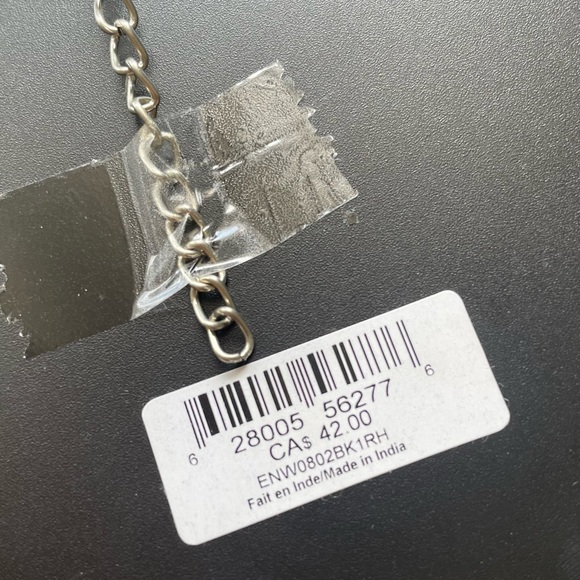 6 28005 56277 6
CA$ 42.00
ENW0802BK1RH
Fait en Inde/Made in India